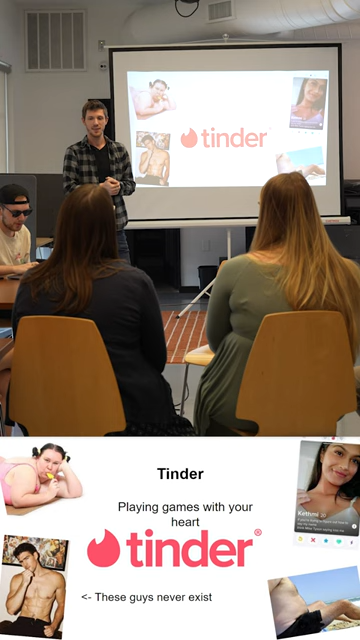 tinder
Tinder
Playing games with your
heart
tinder®
Kethmi 20
<- These guys never exist